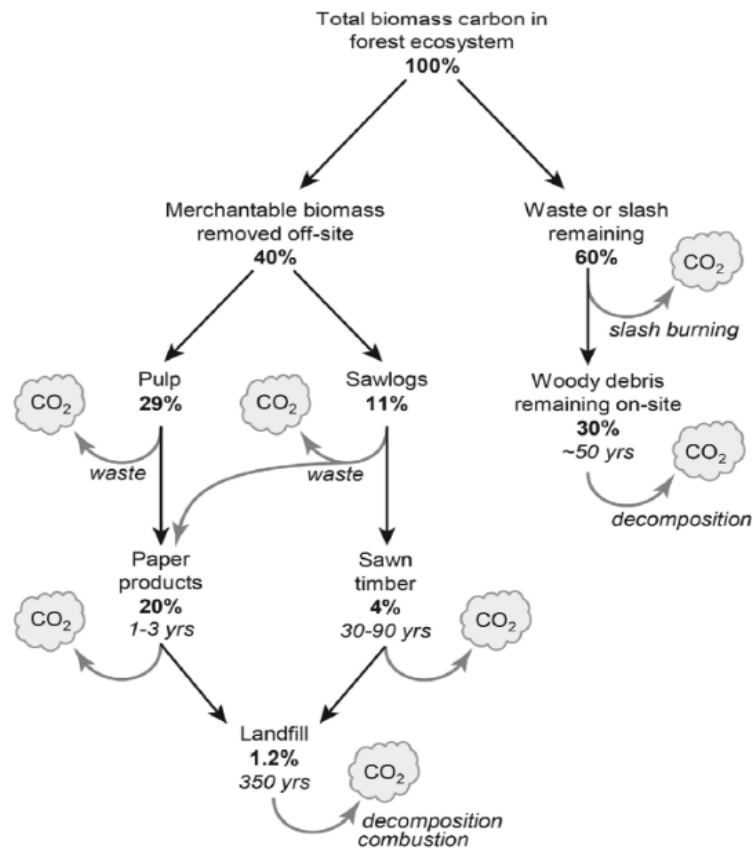 Total biomass carbon in
forest ecosystem
100%
Merchantable biomass
removed off-site
40%
Waste or slash
remaining
60%
CO2
slash burning
Pulp
29%
CO2
waste
Sawlogs
11%
CO2
waste
Woody debris
remaining on-site
30%
~50 yrs
CO2
decomposition
Paper
products
20%
1-3 yrs
CO2
Sawn
timber
4%
30-90 yrs
CO2
Landfill
1.2%
350 yrs
CO2
decomposition
combustion